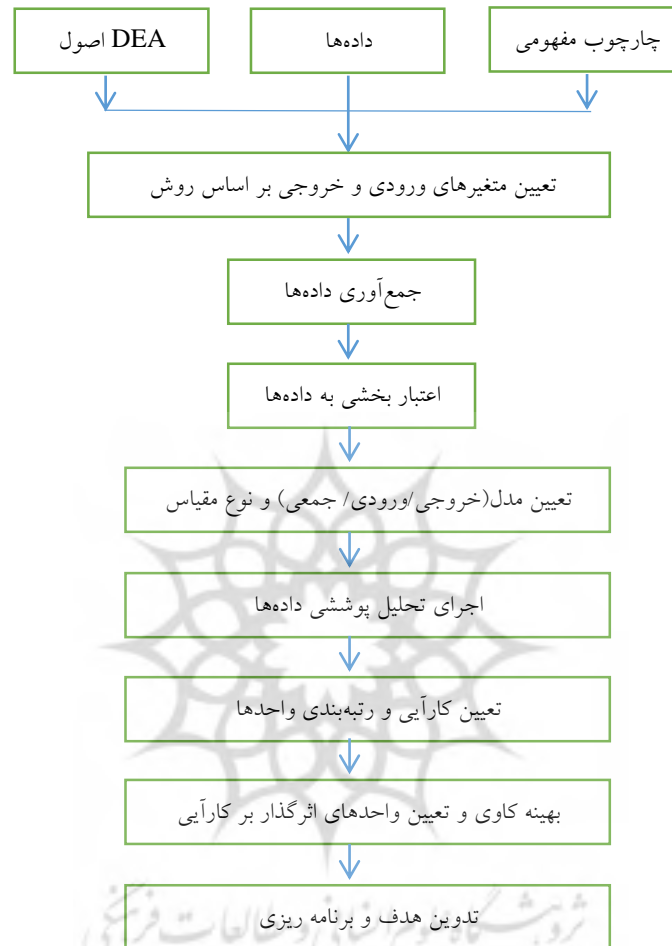 چارچوب مفهومی
داده‌ها
اصول DEA
تعیین متغیرهای ورودی و خروجی بر اساس روش
جمع‌آوری داده‌ها
اعتبار بخشی به داده‌ها
تعیین مدل(خروجی/ورودی/ جمعی) و نوع مقیاس
اجرای تحلیل پوششی داده‌ها
تعیین کارآیی و رتبه‌بندی واحدها
بهینه کاوی و تعیین واحدهای اثرگذار بر کارآیی
تدوین هدف و برنامه ریزی